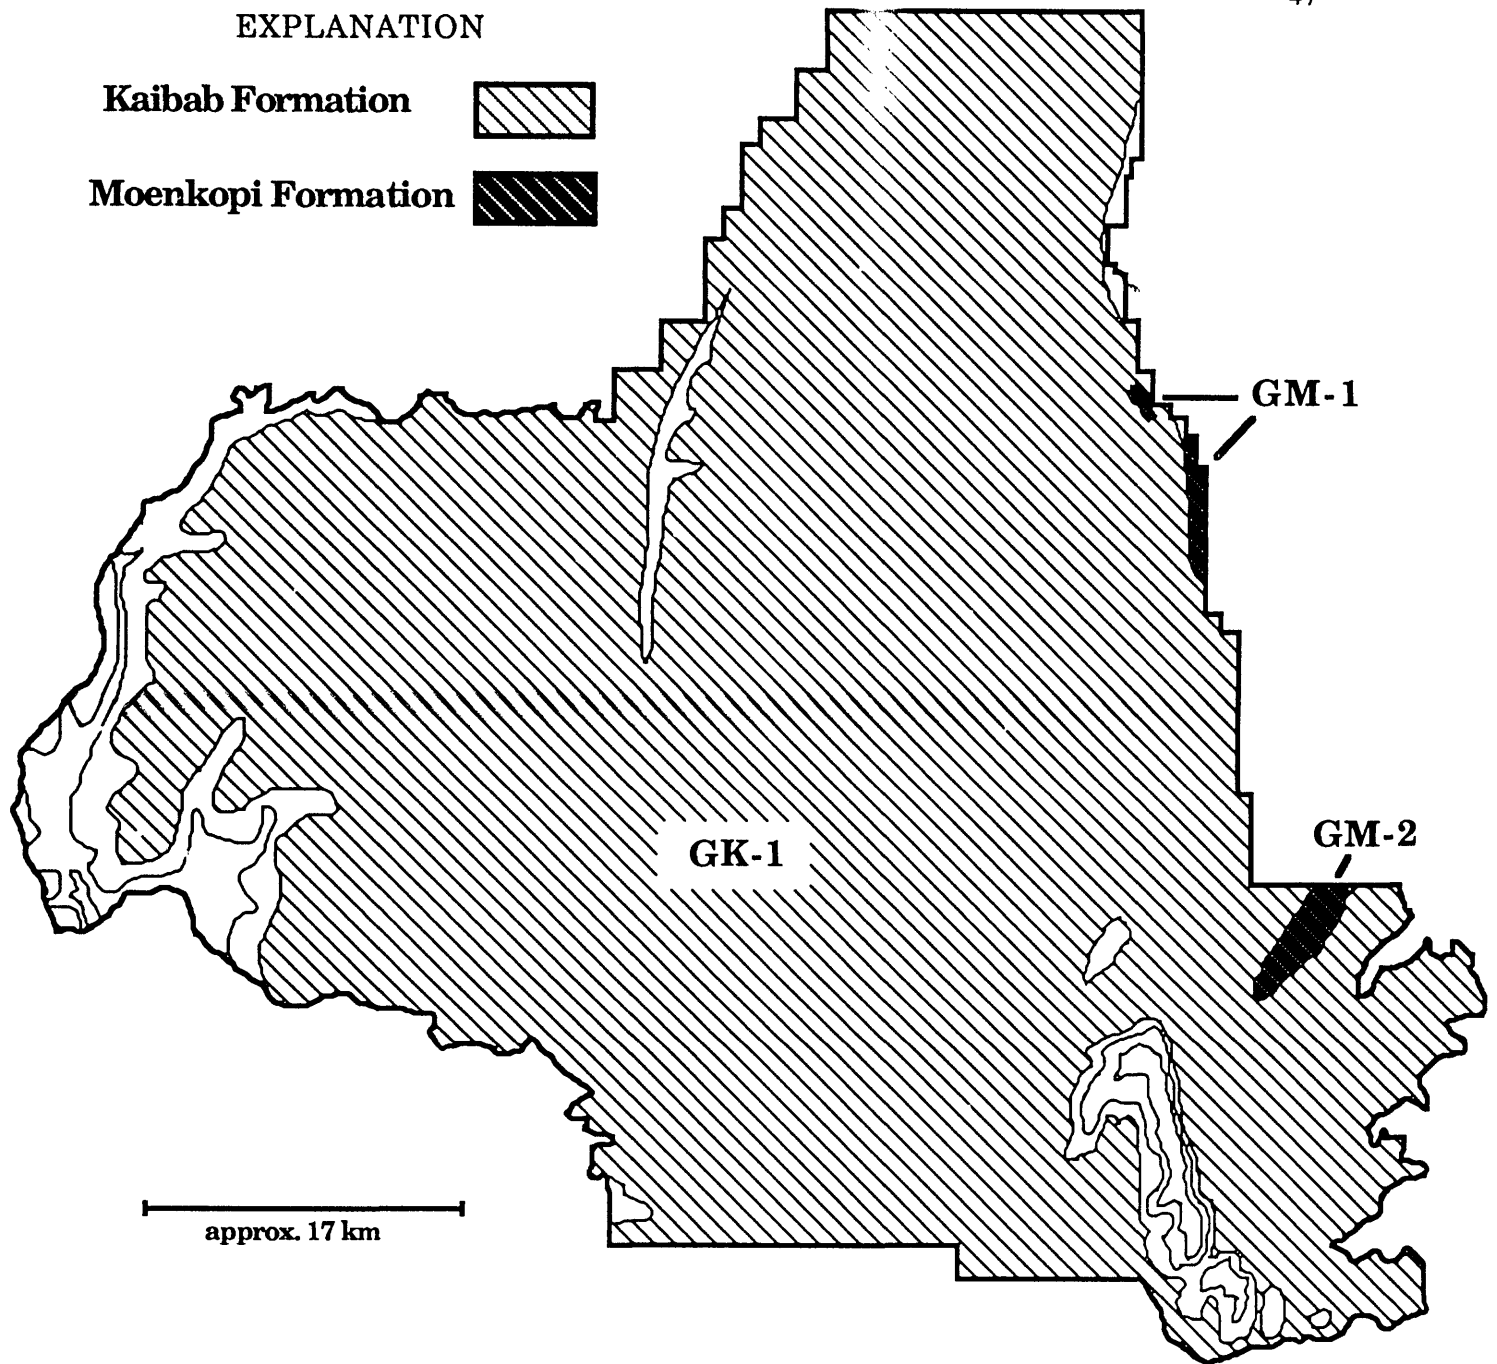 EXPLANATION
Kaibab Formation
Moenkopi Formation
GM-1
GK-1
GM-2
approx. 17 km